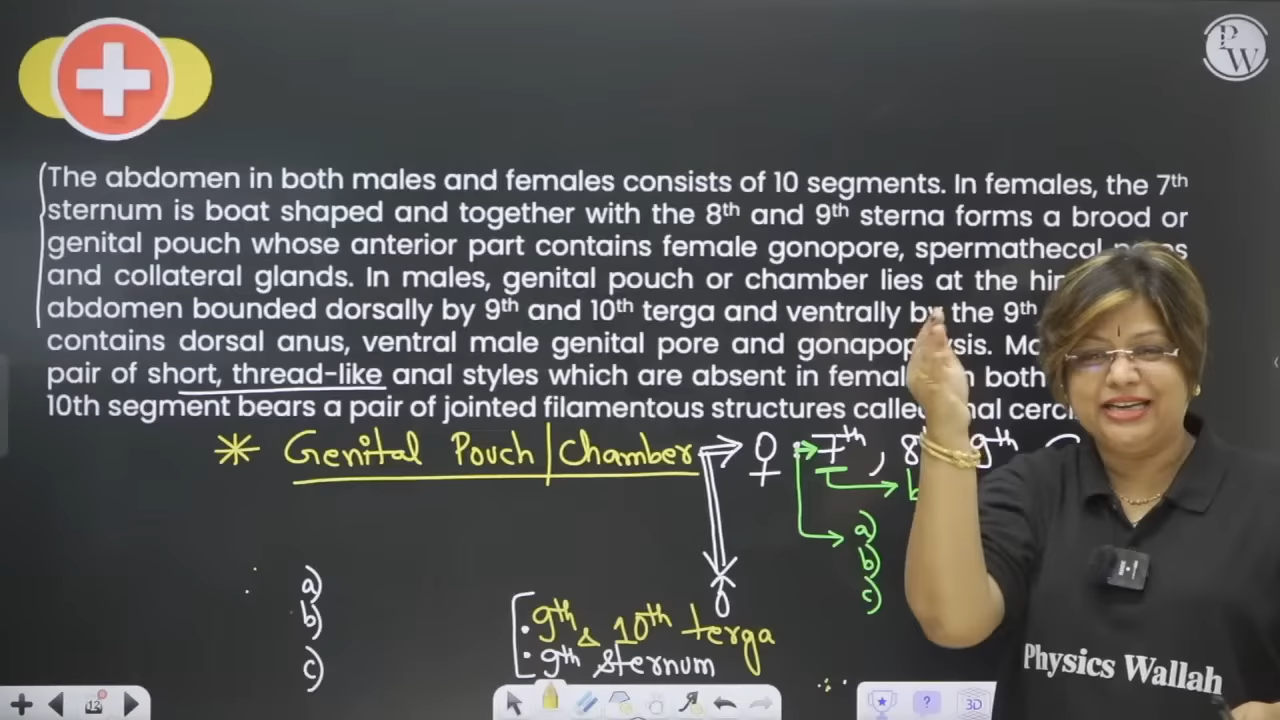 PW
The abdomen in both males and females consists of 10 segments. In females, the 7th
sternum is boat shaped and together with the 8th and 9th sterna forms a brood or
genital pouch whose anterior part contains female gonopore, spermathecal
and collateral glands. In males, genital pouch or chamber lies at the
abdomen bounded dorsally by 9th and 10th terga and ventrally by the 9th
contains dorsal anus, ventral male genital pore and
pair of short, thread-like anal styles which are absent in both
10th segment bears a pair of jointed filamentous structures
* Genital Pouch | Chamber → ♀ → 7th, 9th
a)
b)
c)
a)
b)
c)
• 9th & 10th terga
• 9th sternum
Physics Wallah
12
?
3D